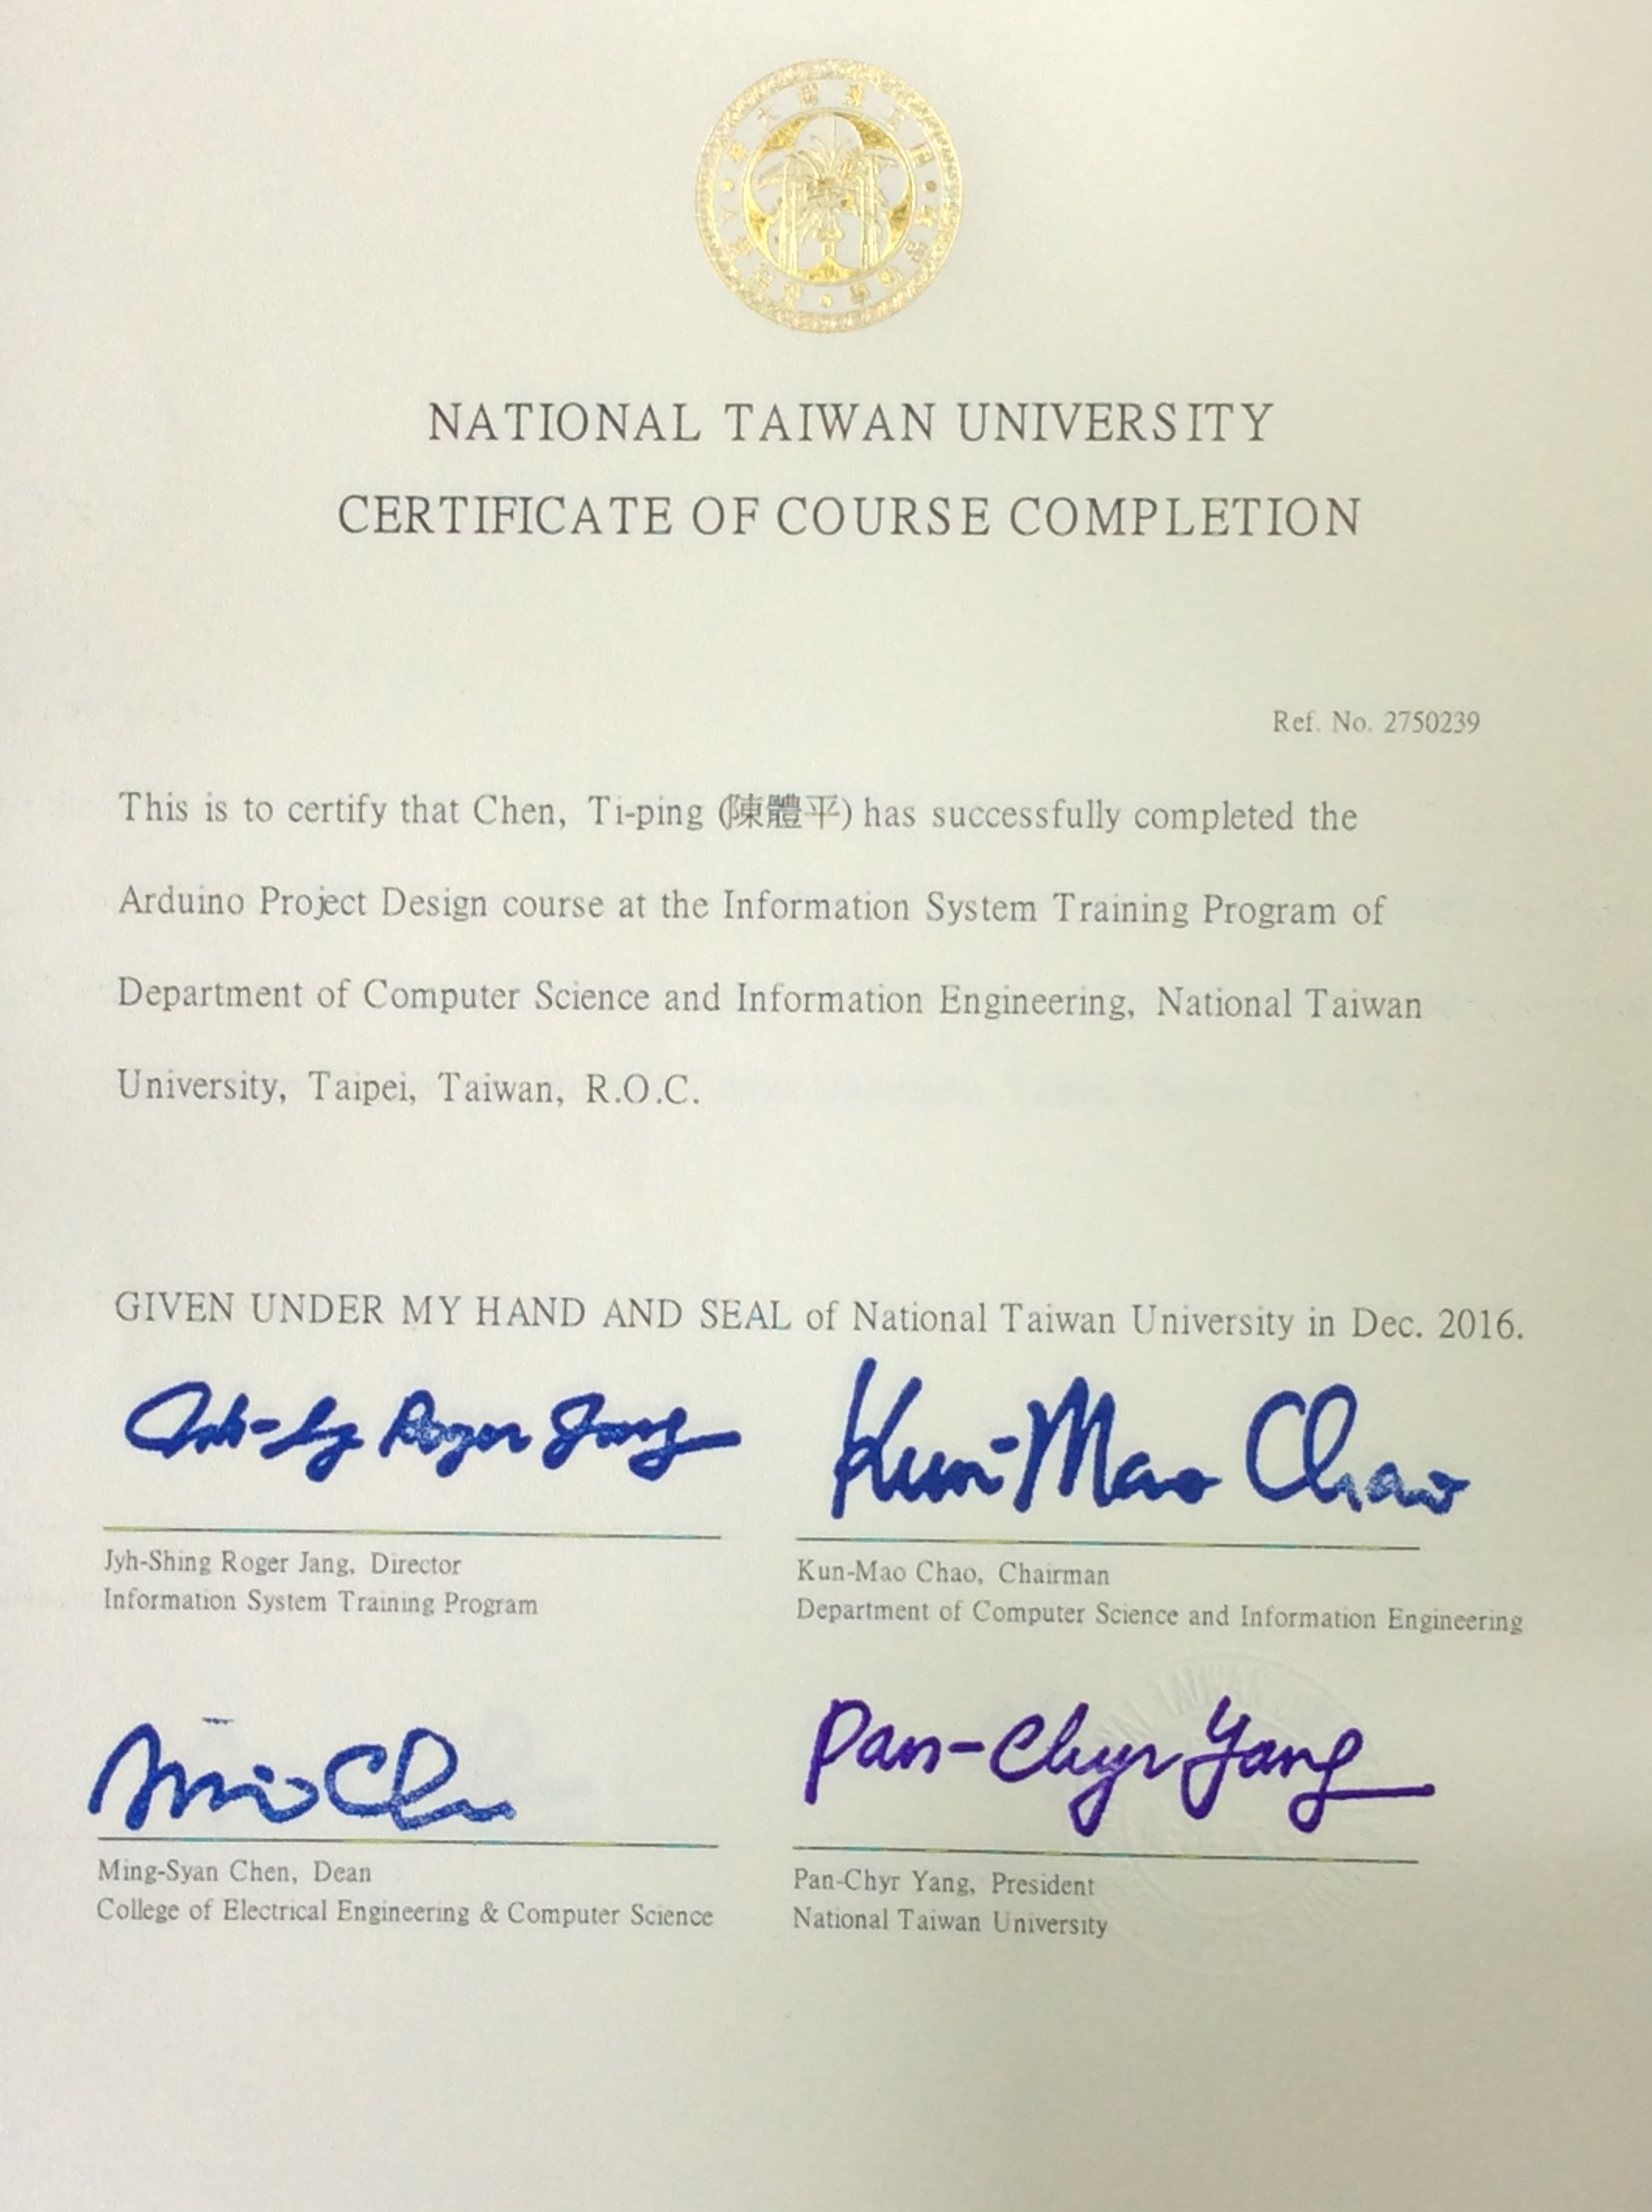 NATIONAL TAIWAN UNIVERSITY
CERTIFICATE OF COURSE COMPLETION
Ref. No. 2750239
This is to certify that Chen, Ti-ping (陳體平) has successfully completed the
Arduino Project Design course at the Information System Training Program of
Department of Computer Science and Information Engineering, National Taiwan
University, Taipei, Taiwan, R.O.C.
GIVEN UNDER MY HAND AND SEAL of National Taiwan University in Dec. 2016.
Roger Jang
Kun-Mao Chao
Jyh-Shing Roger Jang, Director
Information System Training Program
Kun-Mao Chao, Chairman
Department of Computer Science and Information Engineering
Pan-Chyr Yang
Ming-Syan Chen, Dean
College of Electrical Engineering & Computer Science
Pan-Chyr Yang, President
National Taiwan University